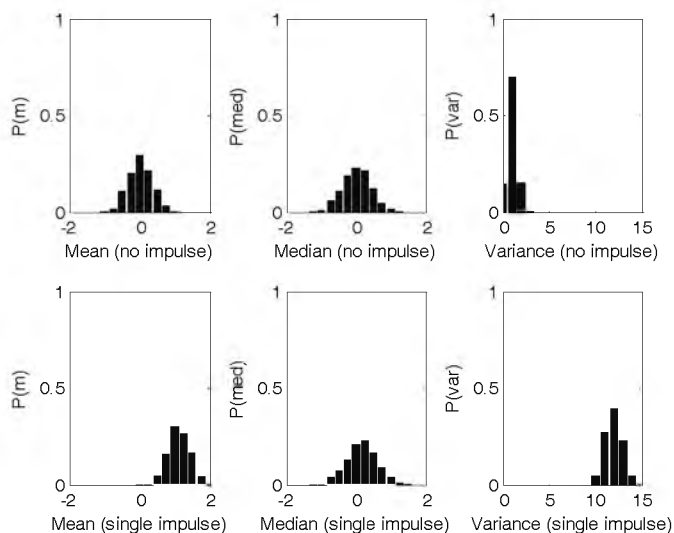 1
1
1
P(m)
0.5
P(med)
0.5
P(var)
0.5
0
0
0
-2 0 2
-2 0 2
0 5 10 15
Mean (no impulse)
Median (no impulse)
Variance (no impulse)
1
1
1
P(m)
0.5
P(med)
0.5
P(var)
0.5
0
0
0
-2 0 2
-2 0 2
0 5 10 15
Mean (single impulse)
Median (single impulse)
Variance (single impulse)